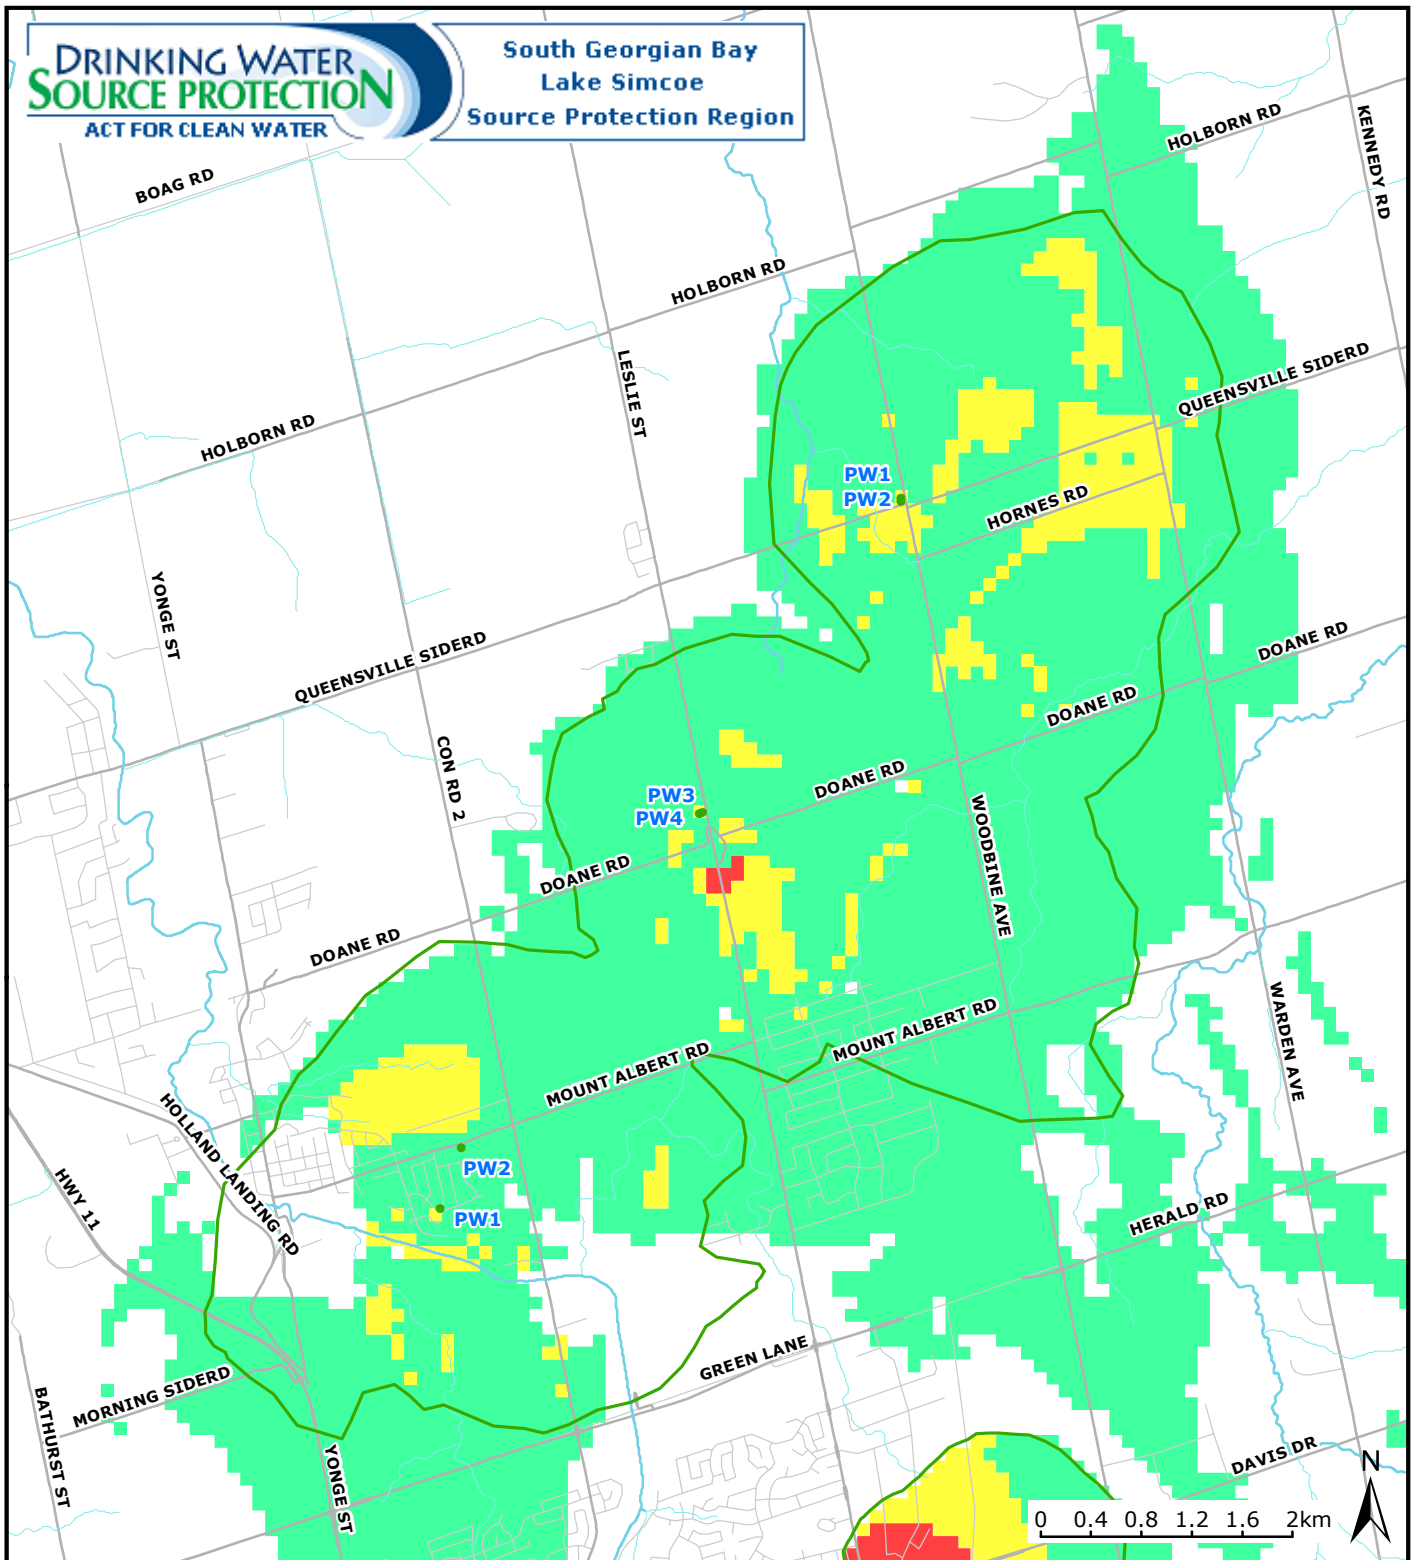 DRINKING WATER
SOURCE PROTECTION
ACT FOR CLEAN WATER
South Georgian Bay
Lake Simcoe
Source Protection Region
HOLBORN RD
KENNEDY RD
BOAG RD
HOLBORN RD
LESLIE ST
QUEENSVILLE SIDERD
HOLBORN RD
PW1
PW2
HORNES RD
YONGE ST
QUEENSVILLE SIDERD
DOANE RD
DOANE RD
CON RD 2
DOANE RD
PW3
PW4
WOODBINE AVE
DOANE RD
DOANE RD
WARDEN AVE
MOUNT ALBERT RD
MOUNT ALBERT RD
HOLLAND LANDING RD
PW2
HWY 11
PW1
HERALD RD
GREEN LANE
MORNING SIDERD
BATHURST ST
YONGE ST
DAVIS DR
N
0 0.4 0.8 1.2 1.6 2km